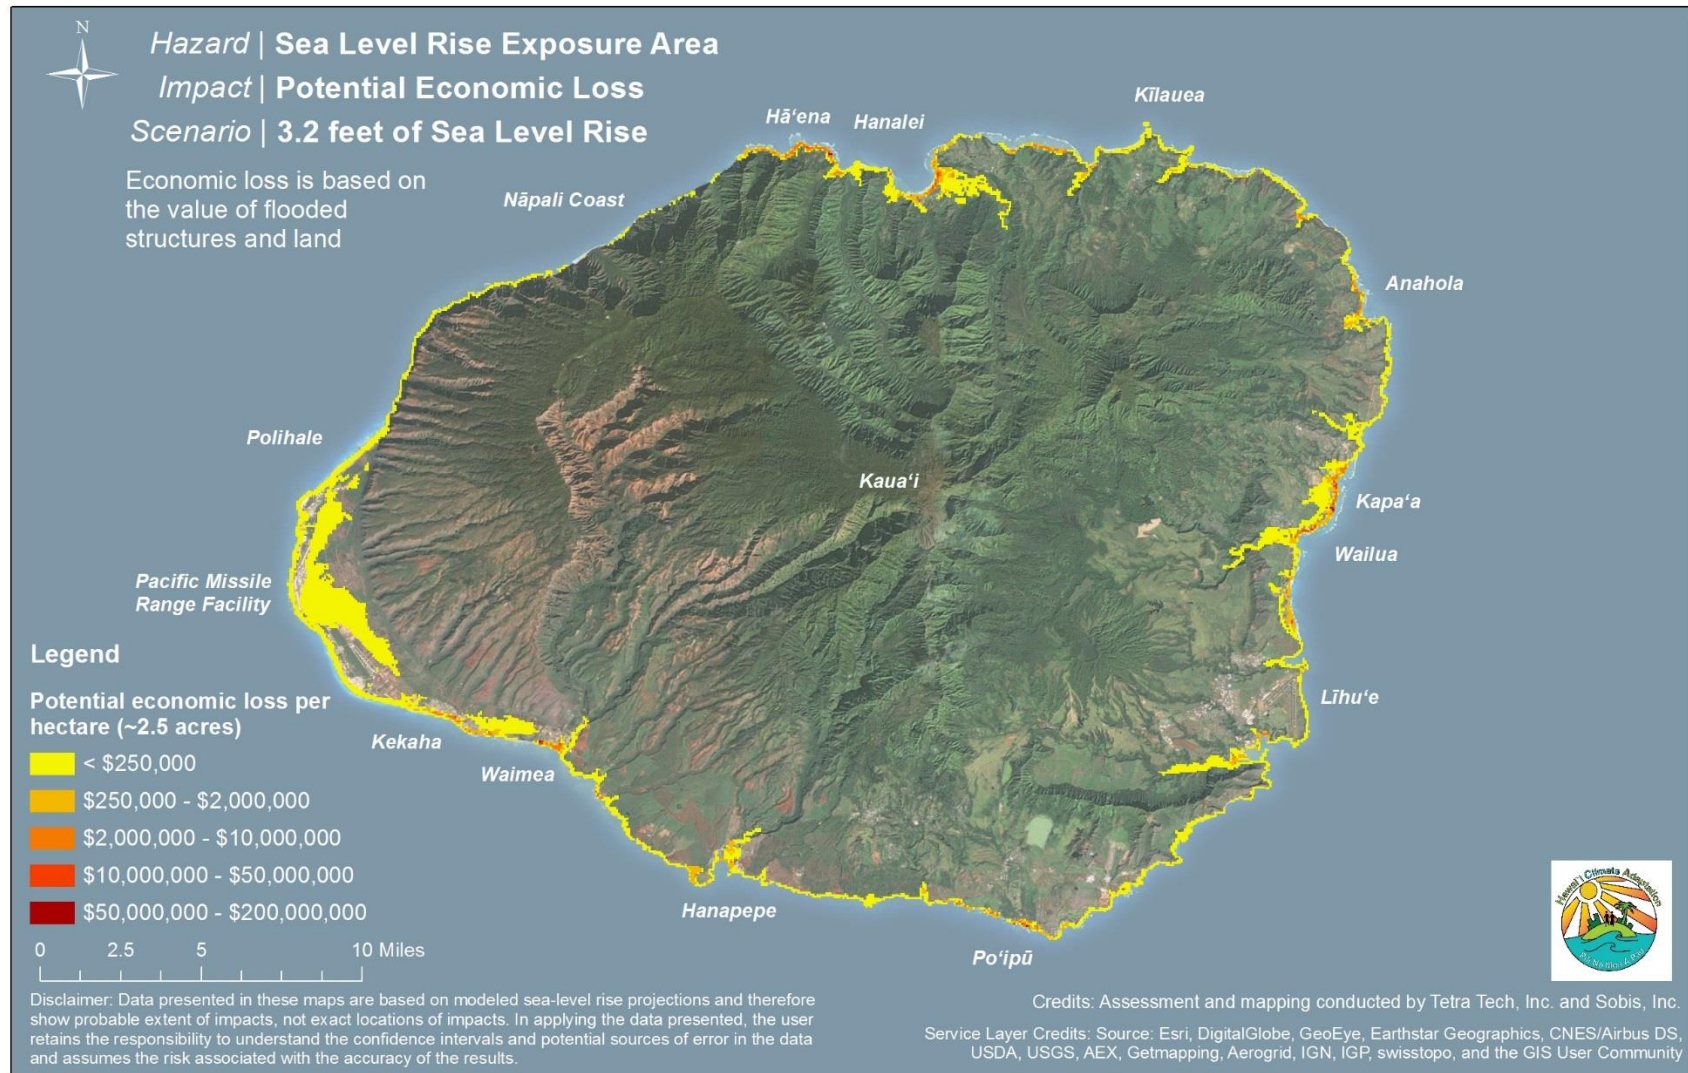 N
Hazard | Sea Level Rise Exposure Area
Impact | Potential Economic Loss
Scenario | 3.2 feet of Sea Level Rise
Economic loss is based on
the value of flooded
structures and land
Kīlauea
Hāʻena
Hanalei
Nāpali Coast
Anahola
Polihale
Kauaʻi
Kapaʻa
Wailua
Pacific Missile
Range Facility
Līhuʻe
Kekaha
Waimea
Hanapepe
Poʻipū
Legend
Potential economic loss per
hectare (~2.5 acres)
< $250,000
$250,000 - $2,000,000
$2,000,000 - $10,000,000
$10,000,000 - $50,000,000
$50,000,000 - $200,000,000
0 2.5 5 10 Miles
Disclaimer: Data presented in these maps are based on modeled sea-level rise projections and therefore
show probable extent of impacts, not exact locations of impacts. In applying the data presented, the user
retains the responsibility to understand the confidence intervals and potential sources of error in the data
and assumes the risk associated with the accuracy of the results.
Hawaiʻi Climate Adaptation
Credits: Assessment and mapping conducted by Tetra Tech, Inc. and Sobis, Inc.
Service Layer Credits: Source: Esri, DigitalGlobe, GeoEye, Earthstar Geographics, CNES/Airbus DS,
USDA, USGS, AEX, Getmapping, Aerogrid, IGN, IGP, swisstopo, and the GIS User Community